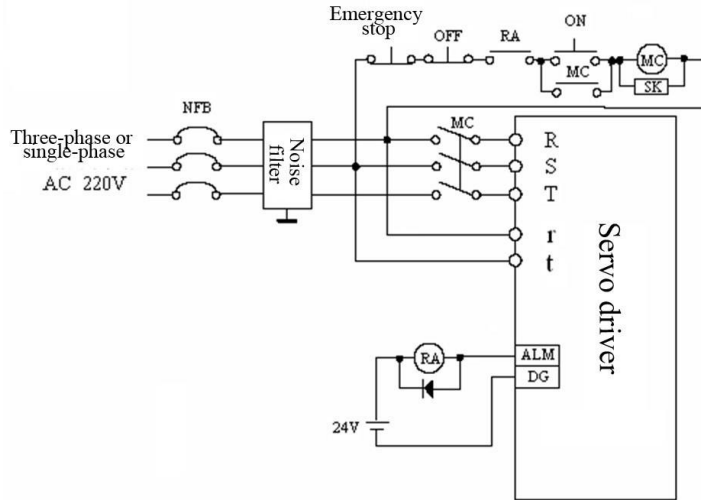 Emergency
stop
OFF
RA
ON
MC
MC
SK
NFB
Three-phase or
single-phase
AC 220V
Noise
filter
MC
R
S
T
r
t
Servo driver
RA
ALM
DG
24V